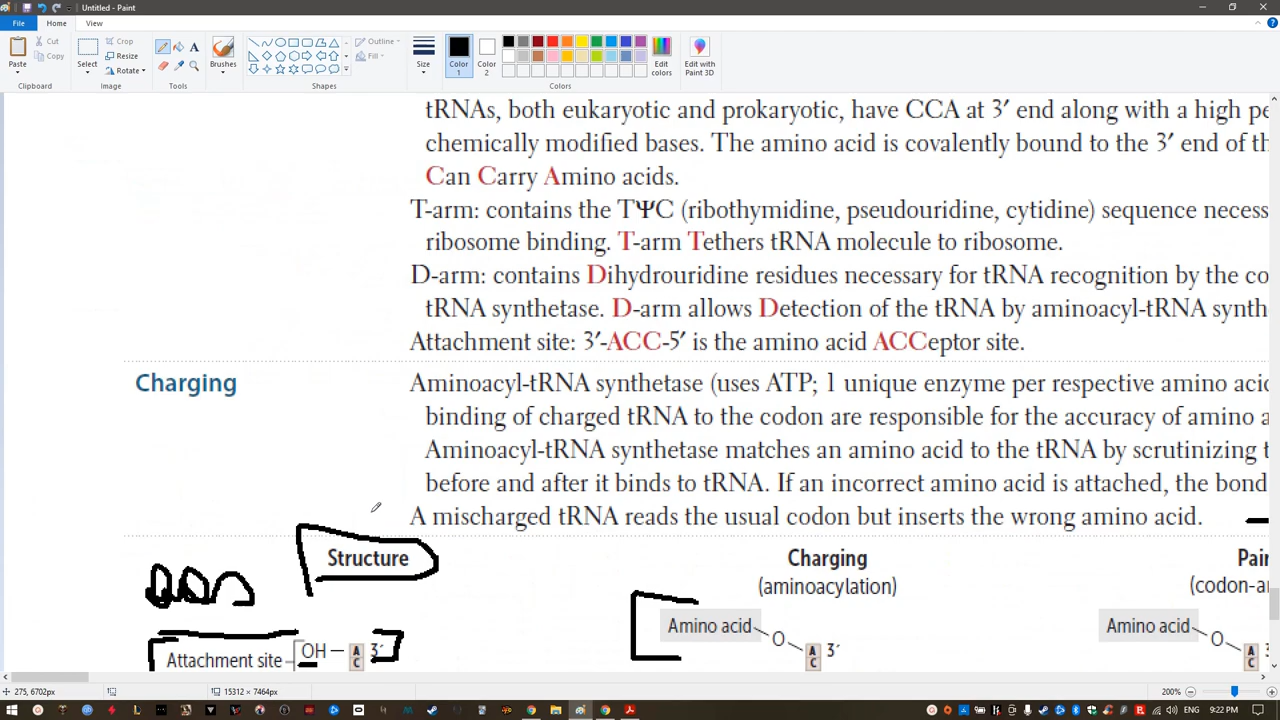 Untitled - Paint
File Home View
Cut Crop Outline
Copy Resize Fill
Paste Select Rotate A Brushes Size Color 1 Color 2 Edit colors Edit with Paint 3D
Clipboard Image Tools Shapes Colors
tRNAs, both eukaryotic and prokaryotic, have CCA at 3′ end along with a high pe
chemically modified bases. The amino acid is covalently bound to the 3′ end of th
Can Carry Amino acids.
T-arm: contains the TΨC (ribothymidine, pseudouridine, cytidine) sequence necess
ribosome binding. T-arm Tethers tRNA molecule to ribosome.
D-arm: contains Dihydrouridine residues necessary for tRNA recognition by the co
tRNA synthetase. D-arm allows Detection of the tRNA by aminoacyl-tRNA synth
Attachment site: 3′-ACC-5′ is the amino acid ACCeptor site.
Charging Aminoacyl-tRNA synthetase (uses ATP; 1 unique enzyme per respective amino acid
binding of charged tRNA to the codon are responsible for the accuracy of amino a
Aminoacyl-tRNA synthetase matches an amino acid to the tRNA by scrutinizing t
before and after it binds to tRNA. If an incorrect amino acid is attached, the bond
A mischarged tRNA reads the usual codon but inserts the wrong amino acid.
Structure Charging Pair
(aminoacylation) (codon-a
Amino acid O A C 3′ Amino acid O A C 3
Attachment site OH A C 3′
275, 6702px 15312 × 7464px 200%
ENG 9:22 PM